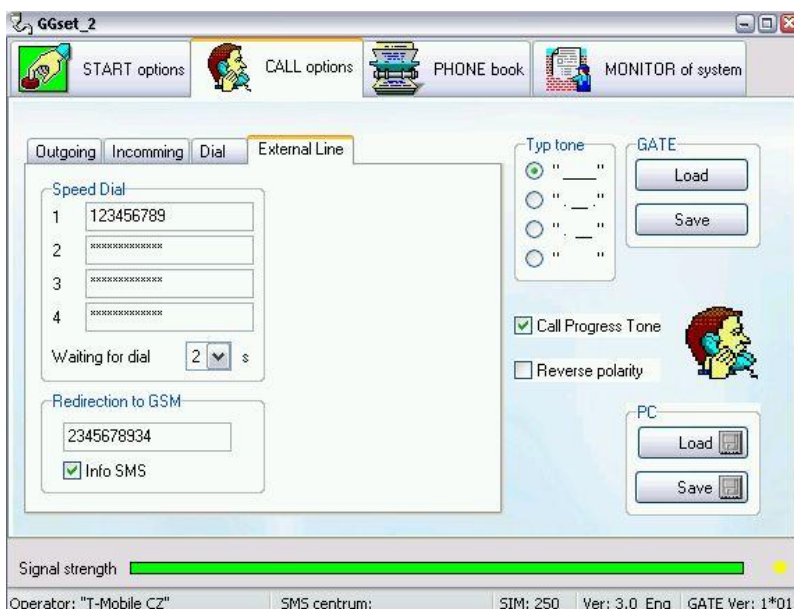 GGset_2
START options
CALL options
PHONE book
MONITOR of system
Outgoing
Incomming
Dial
External Line
Speed Dial
1 123456789
2 *************
3 *************
4 *************
Waiting for dial 2 s
Redirection to GSM
2345678934
Info SMS
Typ tone
"____"
". __ ."
". __"
" "
GATE
Load
Save
Call Progress Tone
Reverse polarity
PC
Load
Save
Signal strength
Operator: "T-Mobile CZ" SMS centrum: SIM: 250 Ver: 3.0 Eng GATE Ver: 1*01